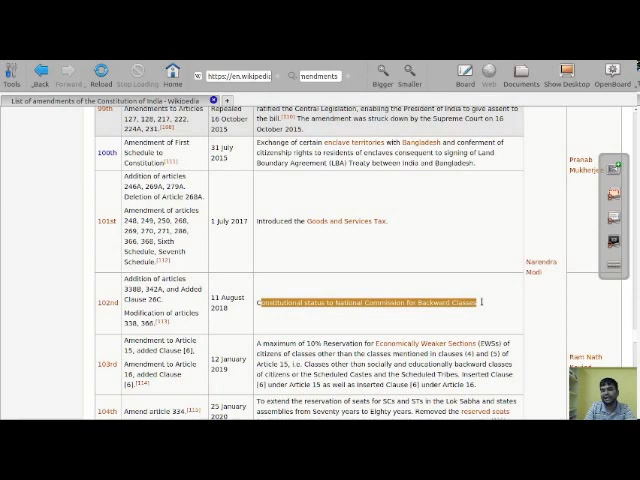 Tools
Back
Forward
Reload
Stop Loading
Home
https://en.wikipedia
mendments
Bigger
Smaller
Board
Web
Documents
Show Desktop
OpenBoard
List of amendments of the Constitution of India - Wikipedia
99th
Amendments to Articles
127, 128, 217, 222,
224A, 231.[108]
Repealed
16 October
2015
ratified the Central Legislation, enabling the President of India to give assent to
the bill.[110] The amendment was struck down by the Supreme Court on 16
October 2015.
100th
Amendment of First
Schedule to
Constitution[111]
31 July
2015
Exchange of certain enclave territories with Bangladesh and conferment of
citizenship rights to residents of enclaves consequent to signing of Land
Boundary Agreement (LBA) Treaty between India and Bangladesh.
Pranab
Mukherjee
101st
Addition of articles
246A, 269A, 279A.
Deletion of Article 268A.
Amendment of articles
248, 249, 250, 268,
269, 270, 271, 286,
366, 368, Sixth
Schedule, Seventh
Schedule.[112]
1 July 2017
Introduced the Goods and Services Tax.
Narendra
Modi
102nd
Addition of articles
338B, 342A, and Added
Clause 26C.
Modification of articles
338, 366.[113]
11 August
2018
Constitutional status to National Commission for Backward Classes
103rd
Amendment to Article
15, added Clause [6],
Amendment to Article
16, added Clause
[6].[114]
12 January
2019
A maximum of 10% Reservation for Economically Weaker Sections (EWSs) of
citizens of classes other than the classes mentioned in clauses (4) and (5) of
Article 15, i.e. Classes other than socially and educationally backward classes
of citizens or the Scheduled Castes and the Scheduled Tribes. Inserted Clause
[6] under Article 15 as well as Inserted Clause [6] under Article 16.
Ram Nath
104th
Amend article 334.[115]
25 January
2020
To extend the reservation of seats for SCs and STs in the Lok Sabha and states
assemblies from Seventy years to Eighty years. Removed the reserved seats